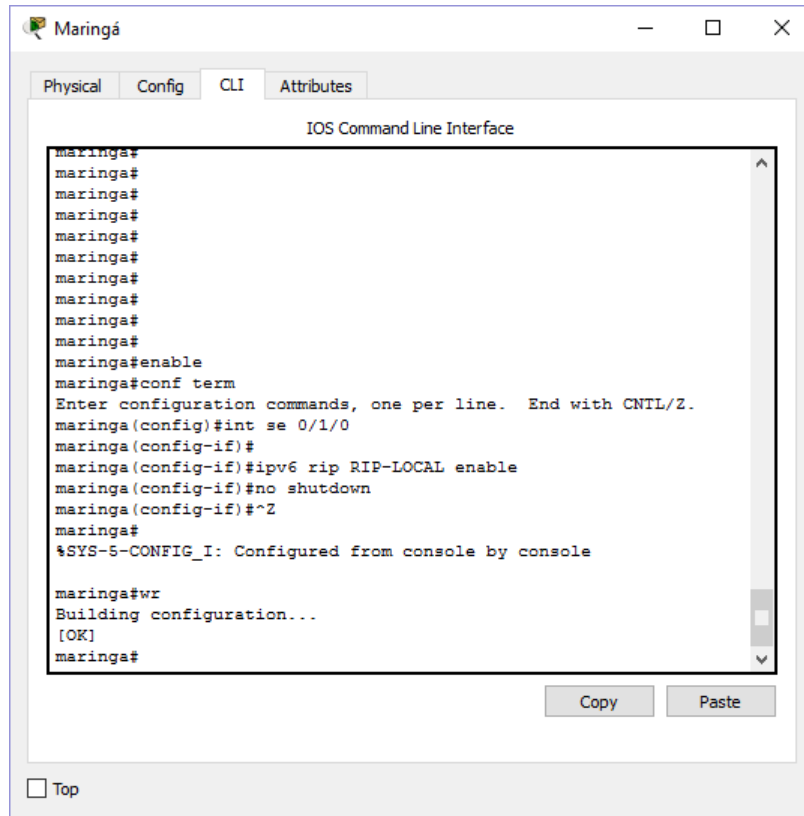 Maringá
Physical Config CLI Attributes
IOS Command Line Interface
maringa#
maringa#
maringa#
maringa#
maringa#
maringa#
maringa#
maringa#
maringa#
maringa#
maringa#enable
maringa#conf term
Enter configuration commands, one per line.  End with CNTL/Z.
maringa(config)#int se 0/1/0
maringa(config-if)#
maringa(config-if)#ipv6 rip RIP-LOCAL enable
maringa(config-if)#no shutdown
maringa(config-if)#^Z
maringa#
%SYS-5-CONFIG_I: Configured from console by console
maringa#wr
Building configuration...
[OK]
maringa#
Copy Paste
Top